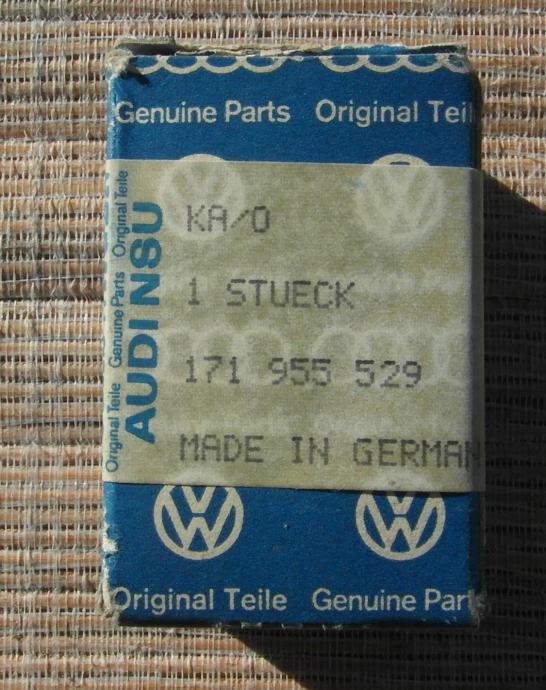 Genuine Parts Original Teil
Original Teile Genuine Parts Original Teile
AUDI NSU
KA/0
1 STUECK
171 955 529
MADE IN GERMAN
Original Teile Genuine Part